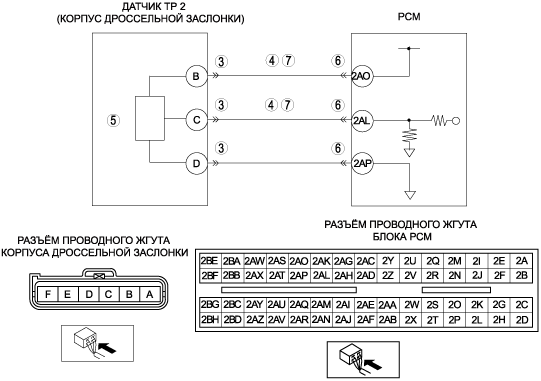 ДАТЧИК TP 2
(КОРПУС ДРОССЕЛЬНОЙ ЗАСЛОНКИ)
PCM
B 3 4 7 6 2AO
C 3 4 7 6 2AL
5
D 3 6 2AP
РАЗЪЁМ ПРОВОДНОГО ЖГУТА
КОРПУСА ДРОССЕЛЬНОЙ ЗАСЛОНКИ
F E D C B A
РАЗЪЁМ ПРОВОДНОГО ЖГУТА
БЛОКА PCM
2BE 2BA 2AW 2AS 2AO 2AK 2AG 2AC 2Y 2U 2Q 2M 2I 2E 2A
2BF 2BB 2AX 2AT 2AP 2AL 2AH 2AD 2Z 2V 2R 2N 2J 2F 2B
2BG 2BC 2AY 2AU 2AQ 2AM 2AI 2AE 2AA 2W 2S 2O 2K 2G 2C
2BH 2BD 2AZ 2AV 2AR 2AN 2AJ 2AF 2AB 2X 2T 2P 2L 2H 2D